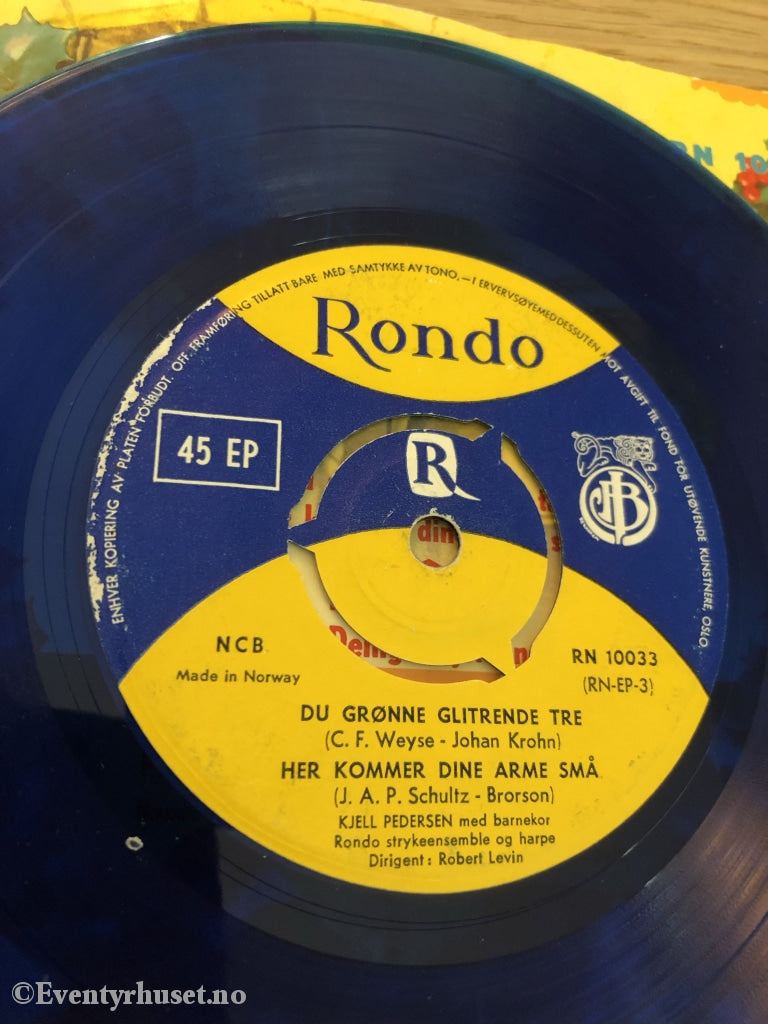 RN 10
ENHVER KOPIERING AV PLATEN FORBUDT. OFF. FRAMFØRING TILLATT BARE MED SAMTYKKE AV TONO.—I ERVERVSØYEMED DESSUTEN MOT AVGIFT TIL FOND FOR UTØVENDE KUNSTNERE, OSLO.
Rondo
45 EP
R
din
NCB
Made in Norway
RN 10033
(RN-EP-3)
DU GRØNNE GLITRENDE TRE
(C. F. Weyse - Johan Krohn)
HER KOMMER DINE ARME SMÅ
(J. A. P. Schultz - Brorson)
KJELL PEDERSEN med barnekor
Rondo strykeensemble og harpe
Dirigent: Robert Levin
©Eventyrhuset.no